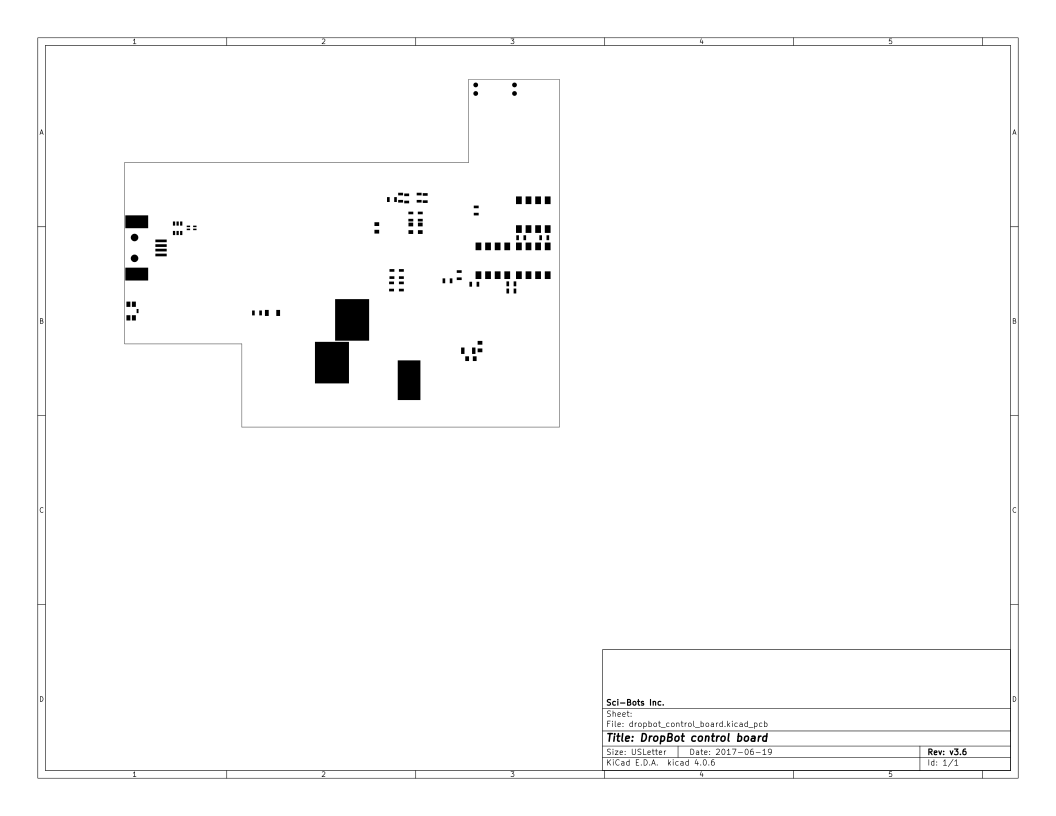 1 2 3 4 5
A A
B B
C C
D D
Sci-Bots Inc.
Sheet:
File: dropbot_control_board.kicad_pcb
Title: DropBot control board
Size: USLetter Date: 2017-06-19 Rev: v3.6
KiCad E.D.A. kicad 4.0.6 Id: 1/1
1 2 3 4 5